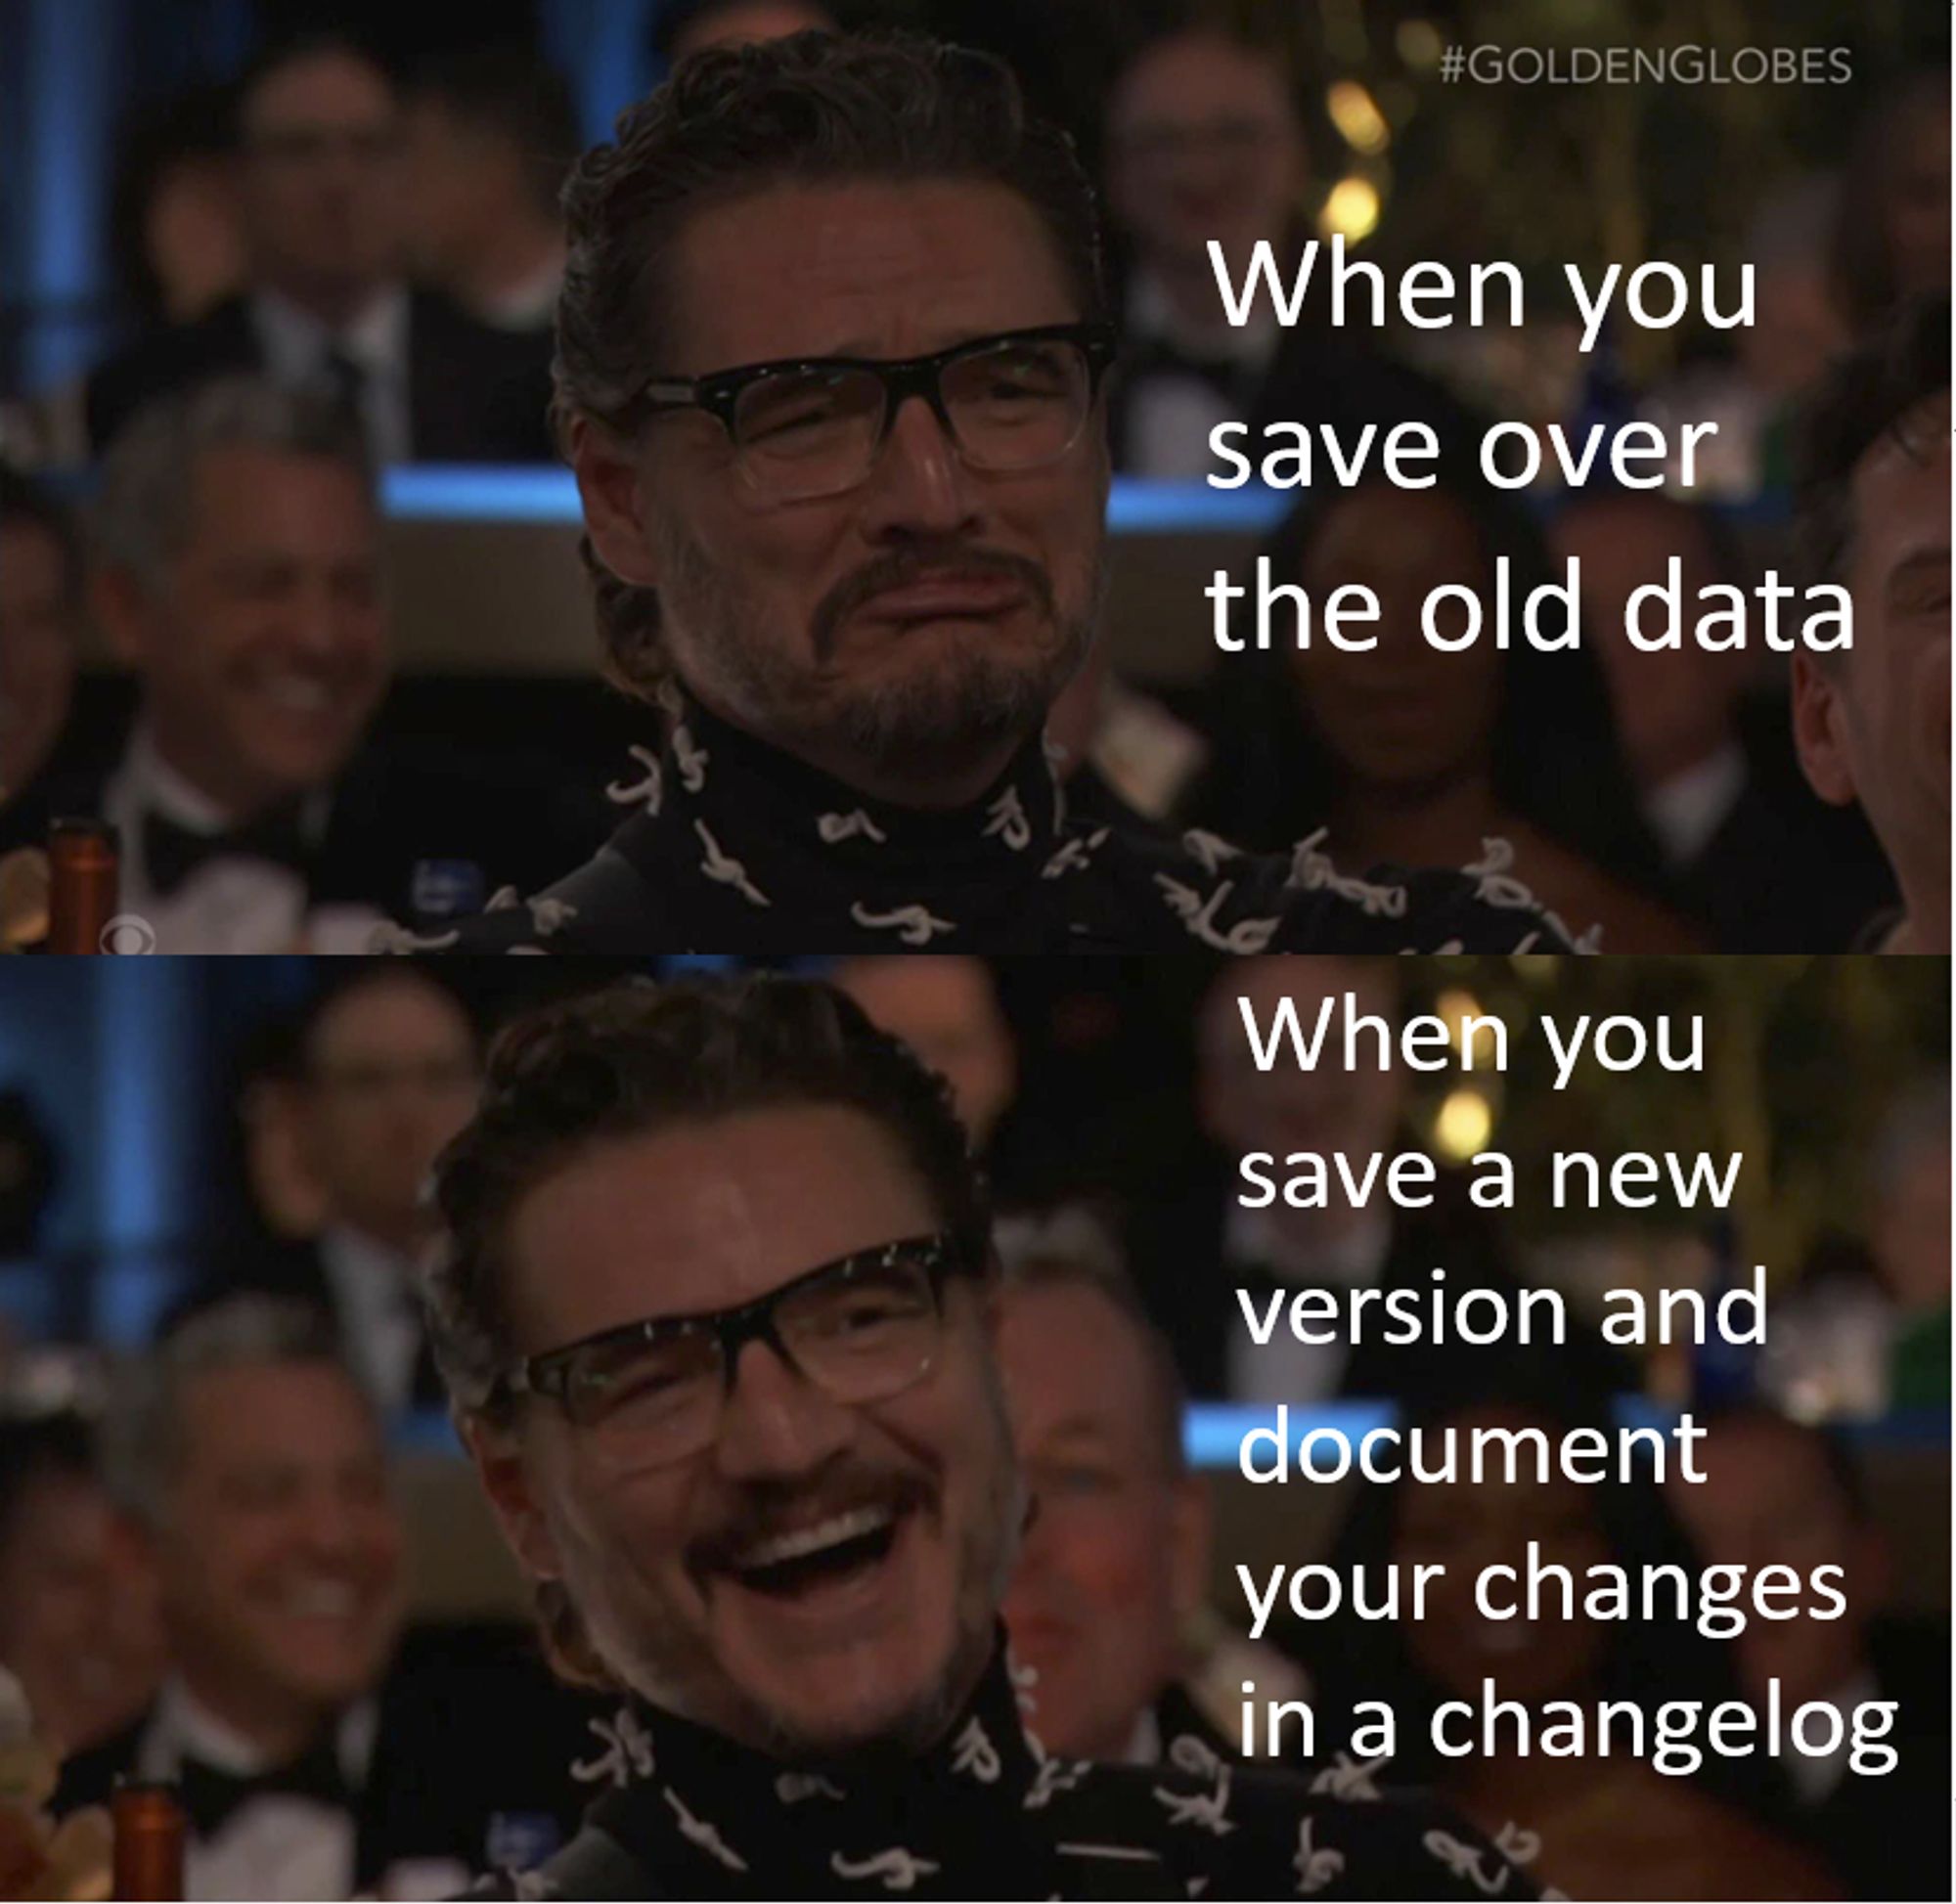 #GOLDENGLOBES
When you
save over
the old data
When you
save a new
version and
document
your changes
in a changelog